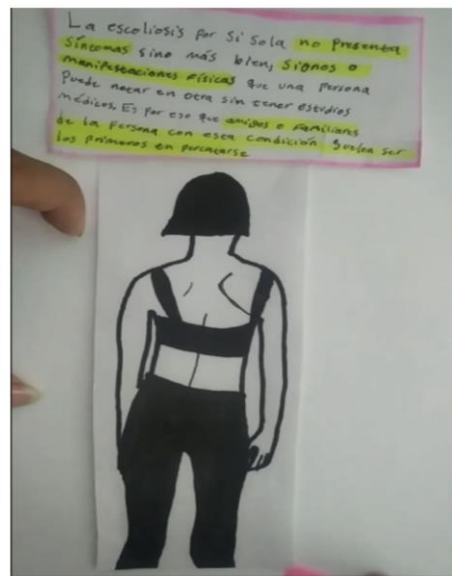 La escoliosis por si sola no presenta
síntomas sino más bien, signos o
manifestaciones físicas que una persona
puede notar en otra sin tener estudios
médicos. Es por eso que amigos o familiares
de la persona con esta condición suelen ser
los primeros en percatarse